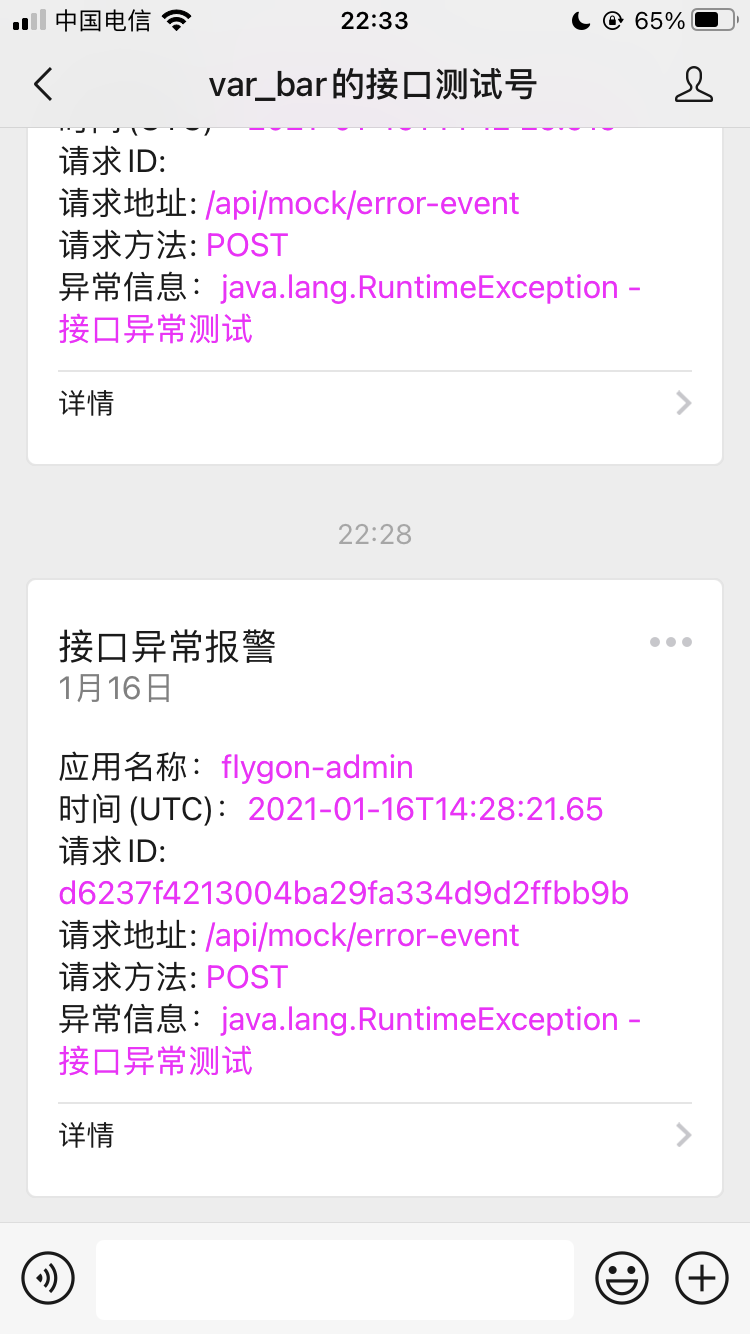 中国电信 22:33 65%
var_bar的接口测试号
请求ID:
请求地址: /api/mock/error-event
请求方法: POST
异常信息： java.lang.RuntimeException -
接口异常测试
详情
22:28
接口异常报警
1月16日
应用名称： flygon-admin
时间(UTC)： 2021-01-16T14:28:21.65
请求ID:
d6237f4213004ba29fa334d9d2ffbb9b
请求地址: /api/mock/error-event
请求方法: POST
异常信息： java.lang.RuntimeException -
接口异常测试
详情